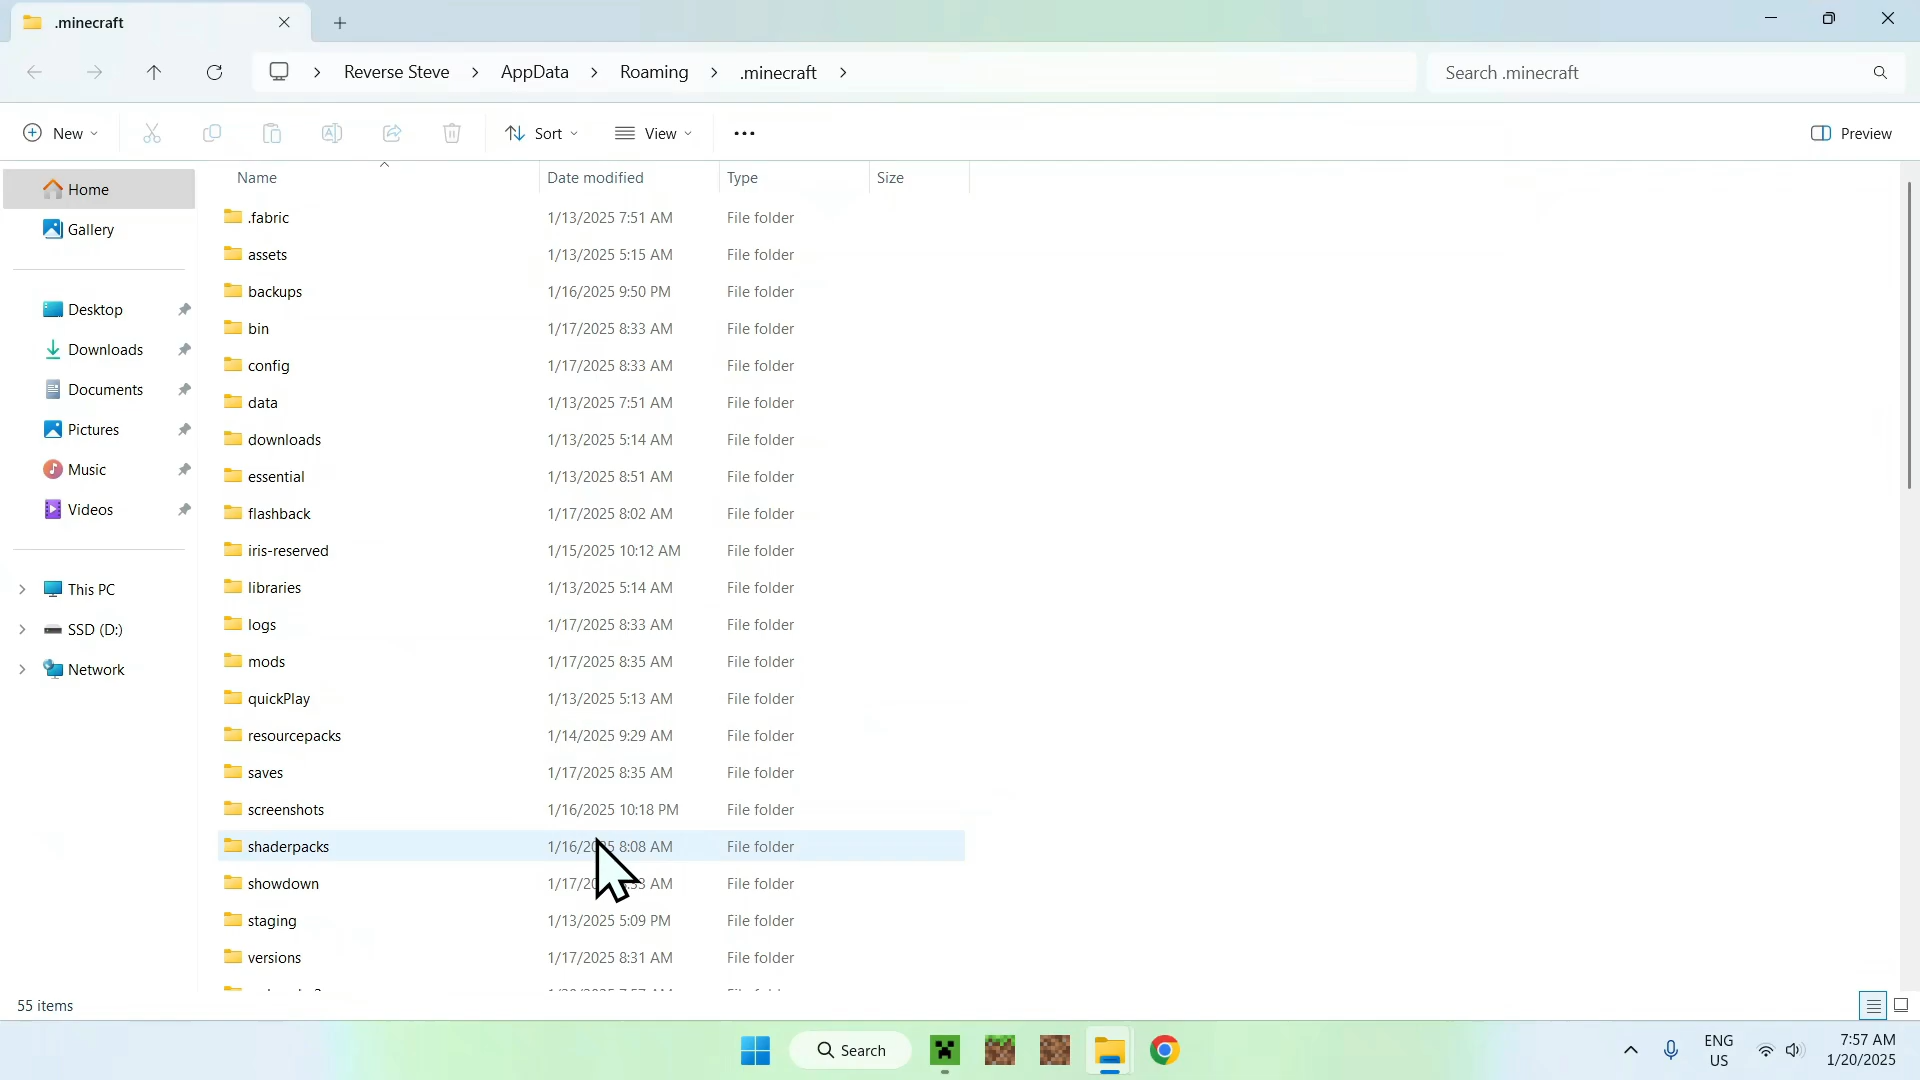 .minecraft
Reverse Steve > AppData > Roaming > .minecraft >
Search .minecraft
New
Sort
View
Preview
Name Date modified Type Size
Home
Gallery
Desktop
Downloads
Documents
Pictures
Music
Videos
This PC
SSD (D:)
Network
.fabric 1/13/2025 7:51 AM File folder
assets 1/13/2025 5:15 AM File folder
backups 1/16/2025 9:50 PM File folder
bin 1/17/2025 8:33 AM File folder
config 1/17/2025 8:33 AM File folder
data 1/13/2025 7:51 AM File folder
downloads 1/13/2025 5:14 AM File folder
essential 1/13/2025 8:51 AM File folder
flashback 1/17/2025 8:02 AM File folder
iris-reserved 1/15/2025 10:12 AM File folder
libraries 1/13/2025 5:14 AM File folder
logs 1/17/2025 8:33 AM File folder
mods 1/17/2025 8:35 AM File folder
quickPlay 1/13/2025 5:13 AM File folder
resourcepacks 1/14/2025 9:29 AM File folder
saves 1/17/2025 8:35 AM File folder
screenshots 1/16/2025 10:18 PM File folder
shaderpacks 1/16/2025 8:08 AM File folder
showdown AM File folder
staging 1/13/2025 5:09 PM File folder
versions 1/17/2025 8:31 AM File folder
55 items
Search
ENG
US
7:57 AM
1/20/2025